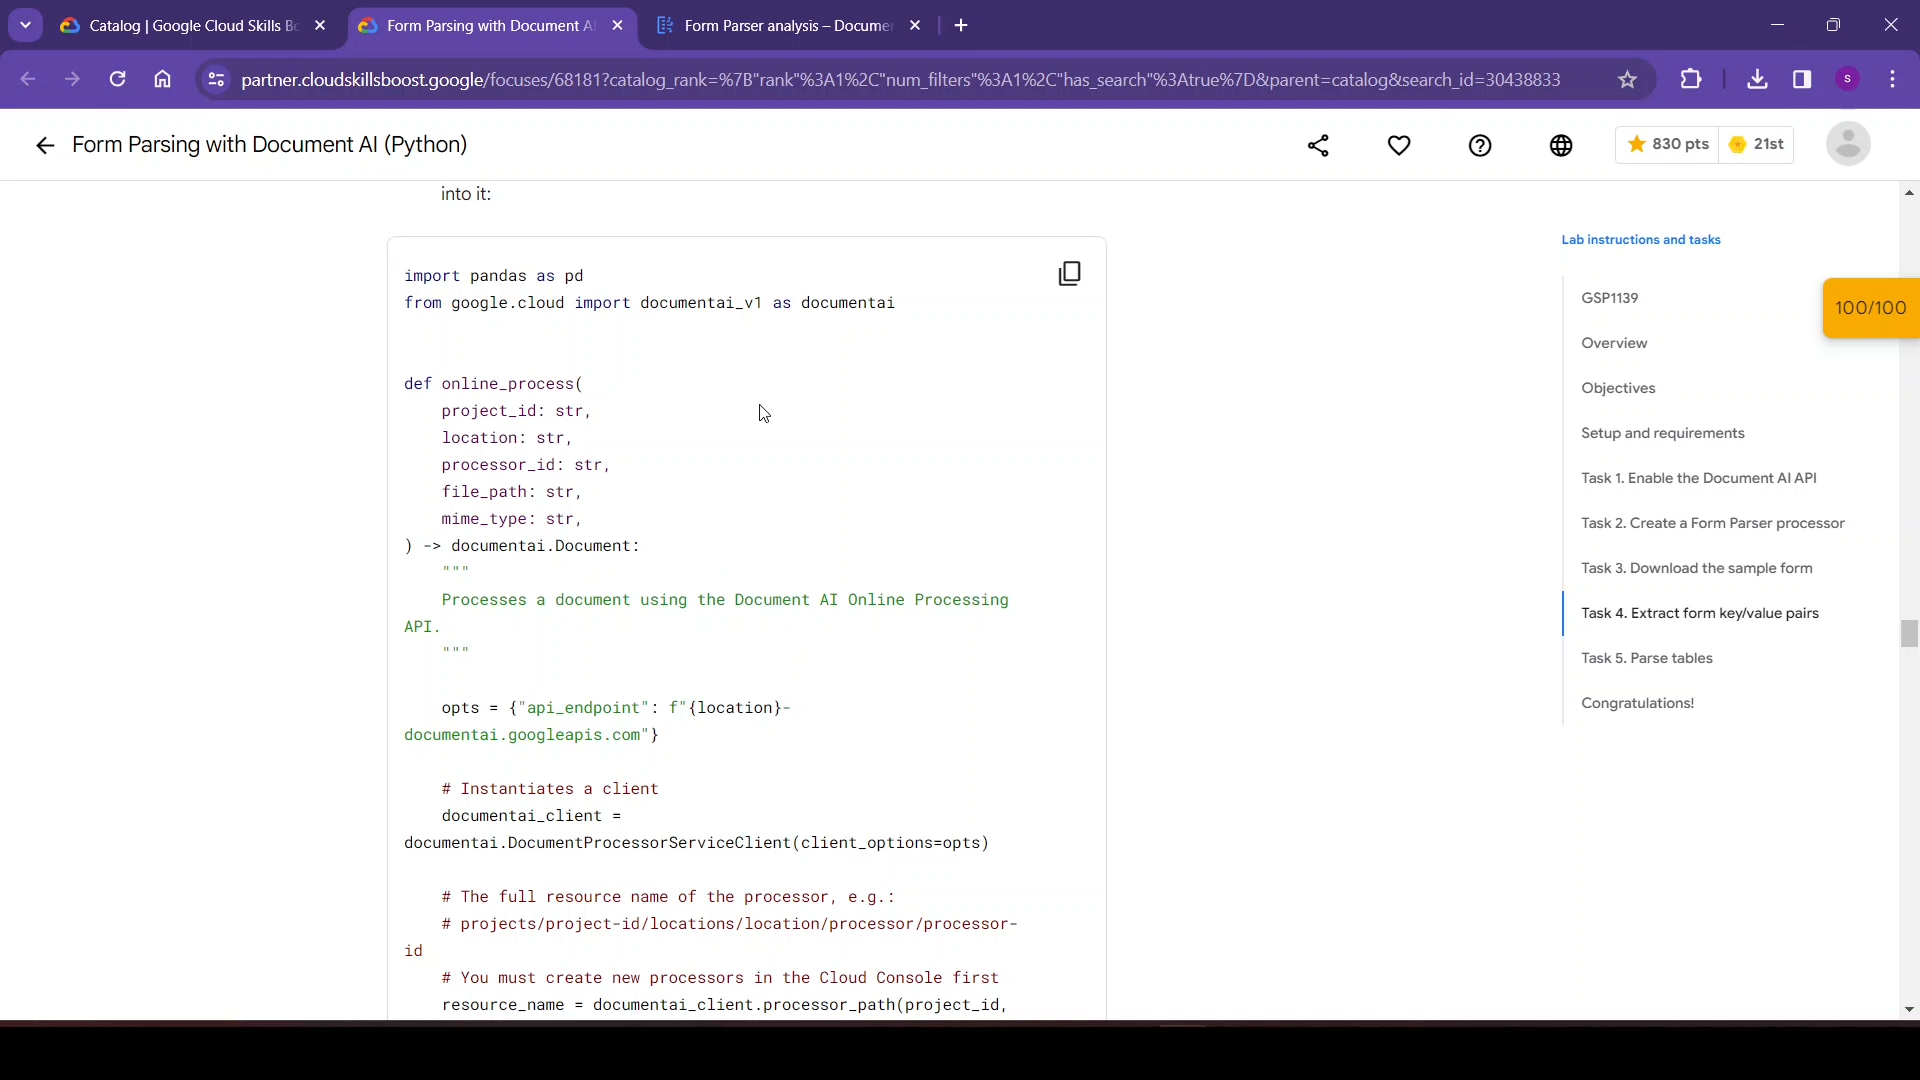 Catalog | Google Cloud Skills Bo
Form Parsing with Document AI
Form Parser analysis – Docume
partner.cloudskillsboost.google/focuses/68181?catalog_rank=%7B"rank"%3A1%2C"num_filters"%3A1%2C"has_search"%3Atrue%7D&parent=catalog&search_id=30438833
S
Form Parsing with Document AI (Python)
830 pts
21st
into it:
import pandas as pd
from google.cloud import documentai_v1 as documentai
def online_process(
project_id: str,
location: str,
processor_id: str,
file_path: str,
mime_type: str,
) -> documentai.Document:
"""
Processes a document using the Document AI Online Processing
API.
"""
opts = {"api_endpoint": f"{location}-
documentai.googleapis.com"}
# Instantiates a client
documentai_client =
documentai.DocumentProcessorServiceClient(client_options=opts)
# The full resource name of the processor, e.g.:
# projects/project-id/locations/location/processor/processor-
id
# You must create new processors in the Cloud Console first
resource_name = documentai_client.processor_path(project_id,
Lab instructions and tasks
GSP1139
Overview
Objectives
Setup and requirements
Task 1. Enable the Document AI API
Task 2. Create a Form Parser processor
Task 3. Download the sample form
Task 4. Extract form key/value pairs
Task 5. Parse tables
Congratulations!
100/100